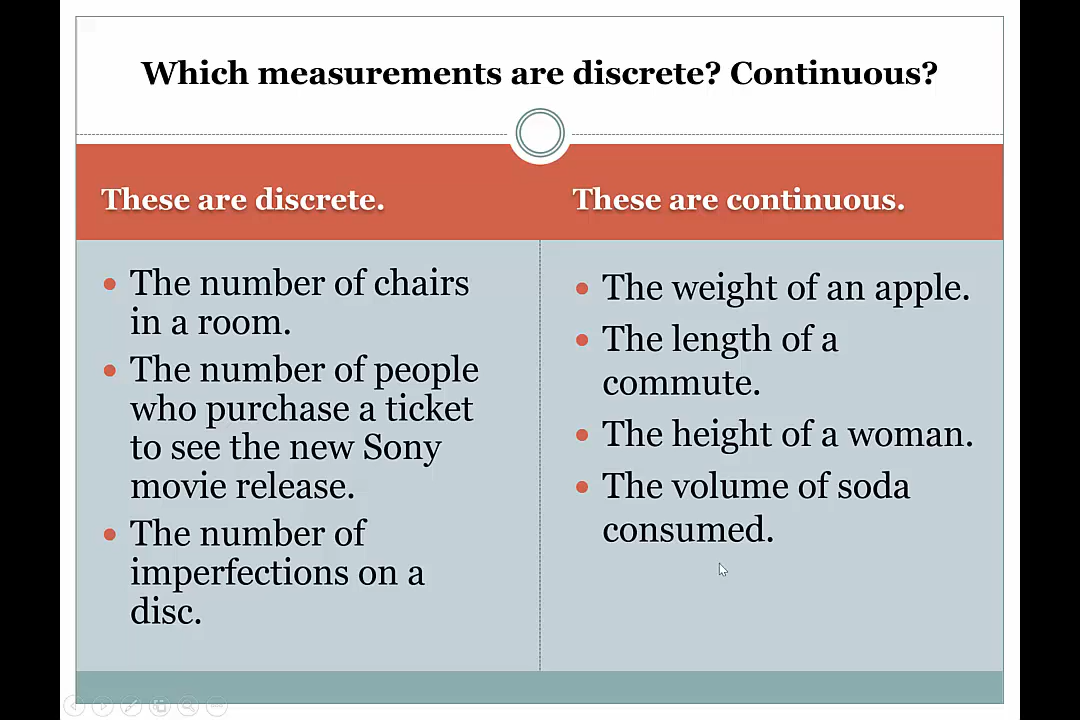 Which measurements are discrete? Continuous?
These are discrete.
• The number of chairs
in a room.
• The number of people
who purchase a ticket
to see the new Sony
movie release.
• The number of
imperfections on a
disc.
These are continuous.
• The weight of an apple.
• The length of a
commute.
• The height of a woman.
• The volume of soda
consumed.